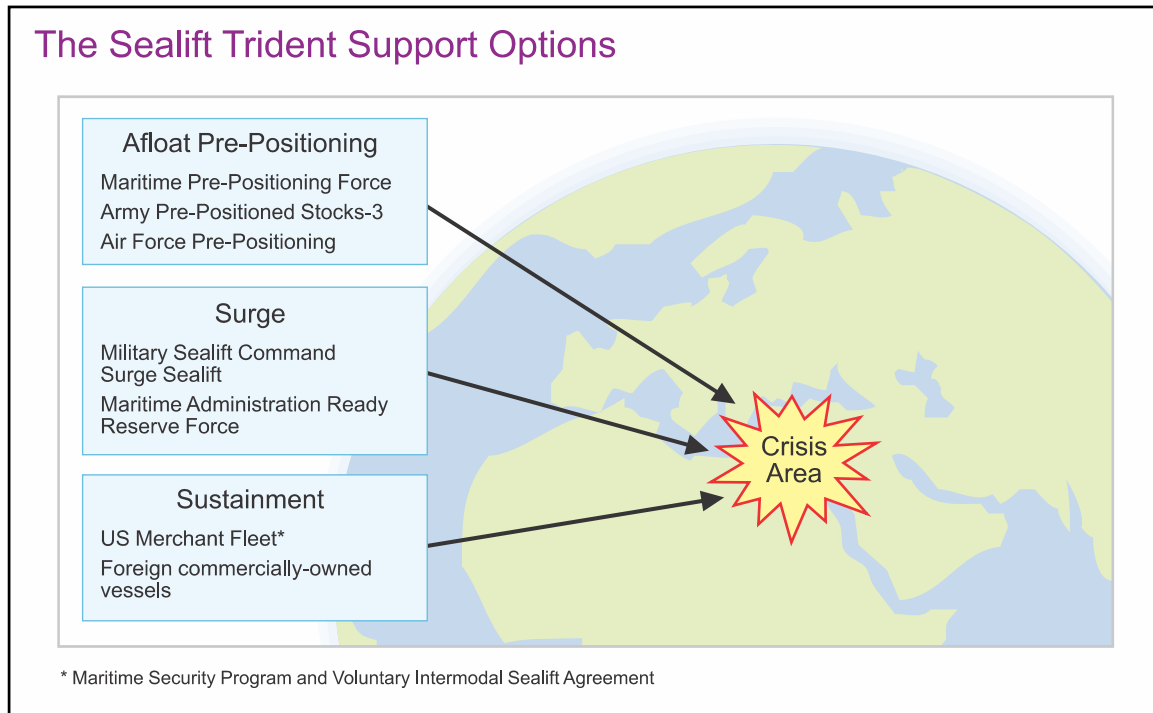 The Sealift Trident Support Options
Afloat Pre-Positioning
Maritime Pre-Positioning Force
Army Pre-Positioned Stocks-3
Air Force Pre-Positioning
Surge
Military Sealift Command
Surge Sealift
Maritime Administration Ready
Reserve Force
Sustainment
US Merchant Fleet*
Foreign commercially-owned
vessels
Crisis
Area
* Maritime Security Program and Voluntary Intermodal Sealift Agreement